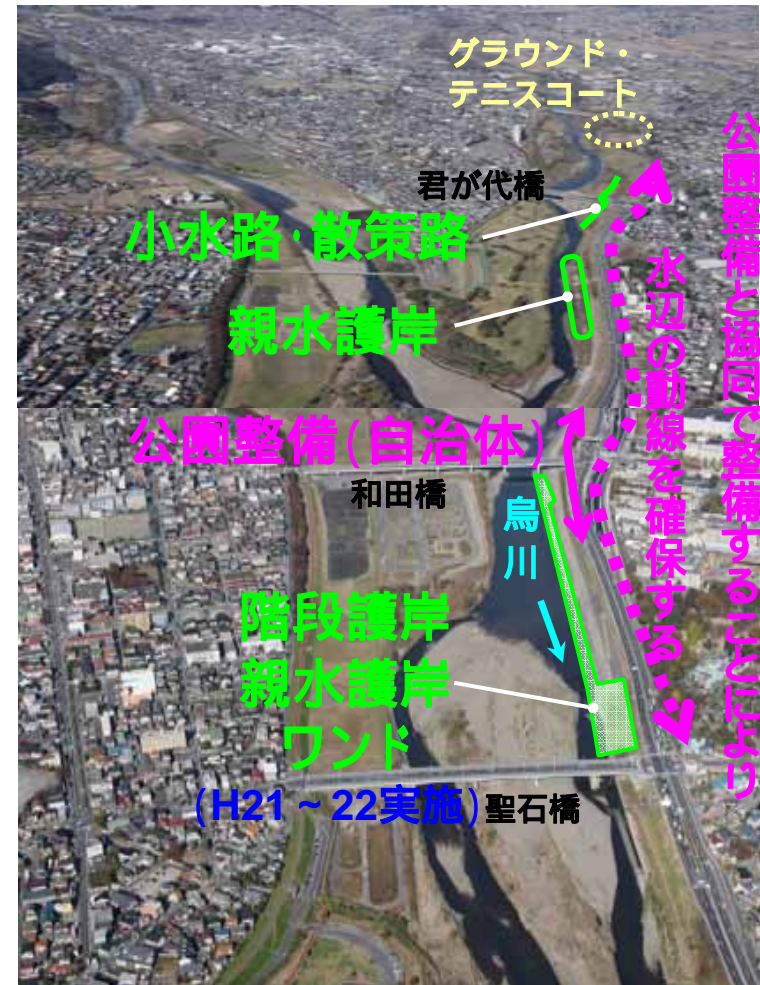 グラウンド・
テニスコート
君が代橋
小水路・散策路
親水護岸
公園整備と協同で整備することにより
水辺の動線を確保する
公園整備(自治体)
和田橋
烏川
階段護岸
親水護岸
ワンド
(H21~22実施)
聖石橋